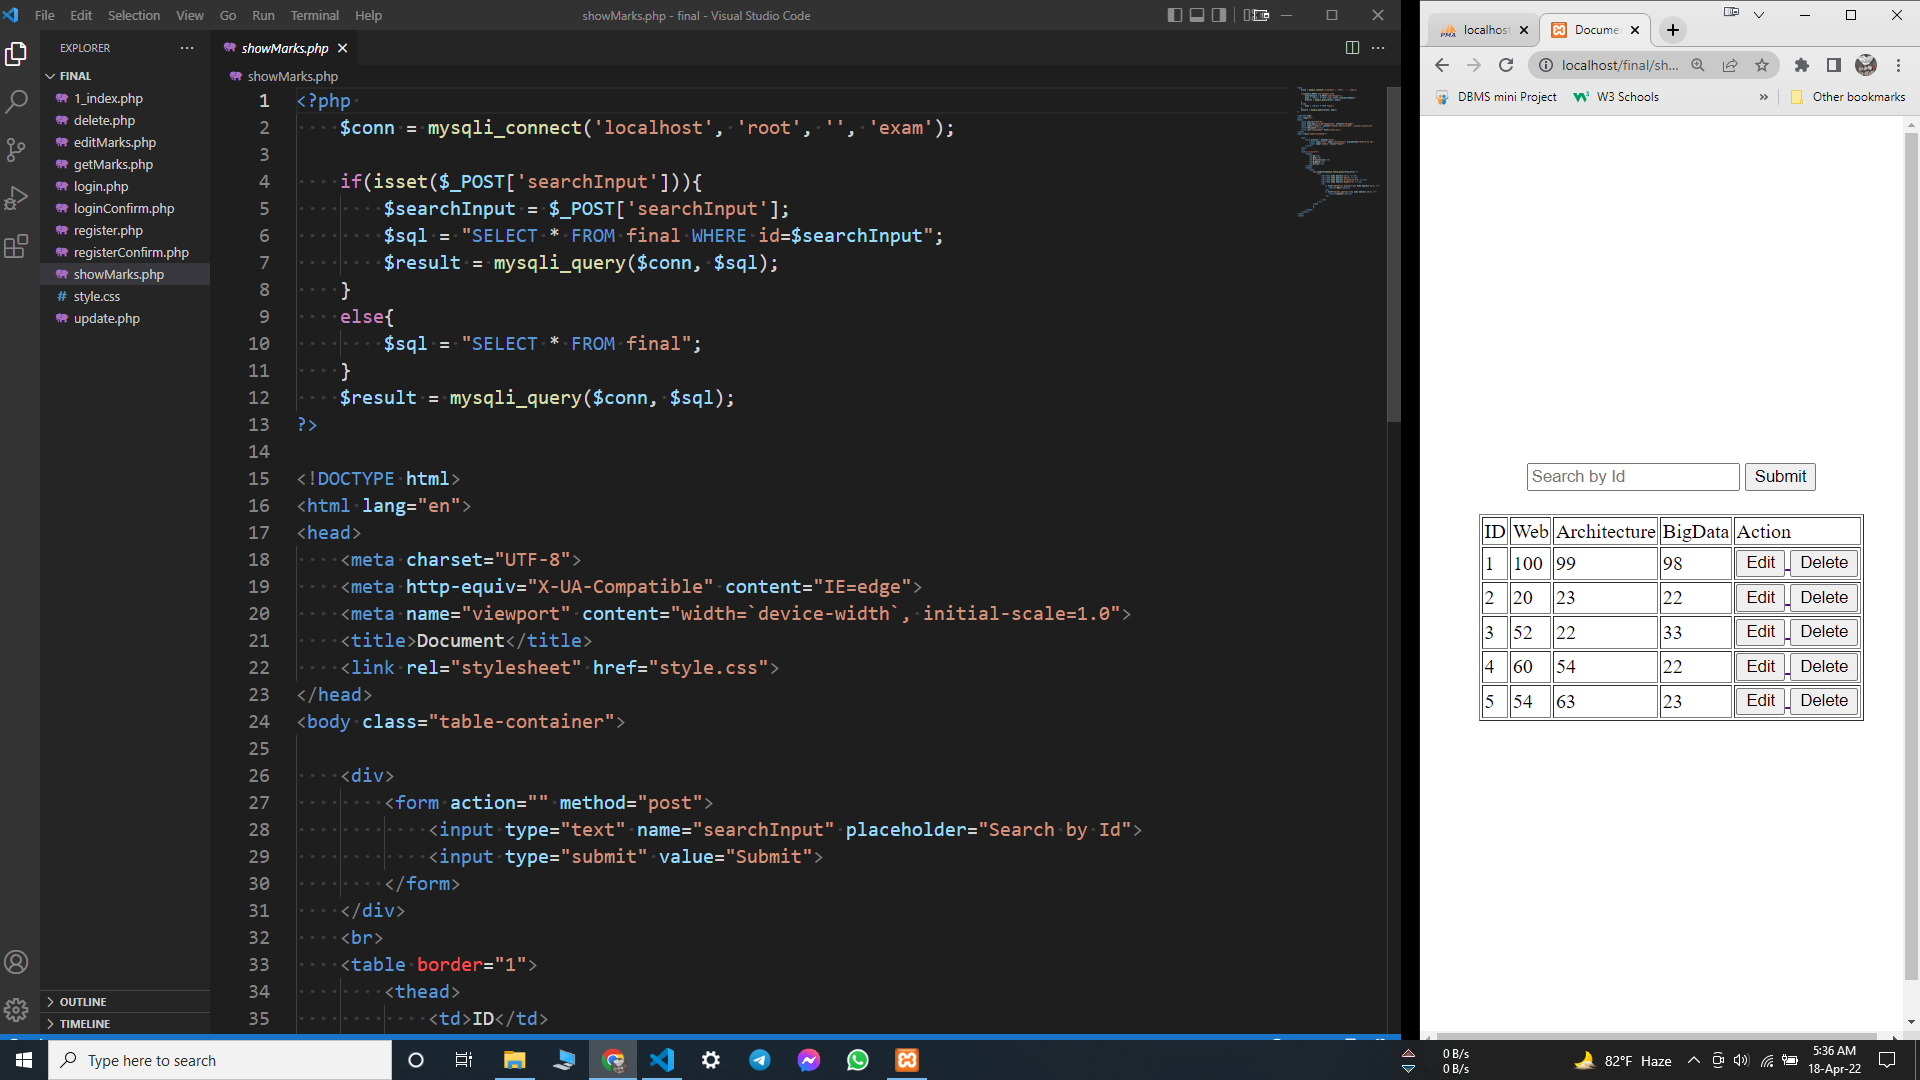 File Edit Selection View Go Run Terminal Help
showMarks.php - final - Visual Studio Code
EXPLORER
FINAL
1_index.php
delete.php
editMarks.php
getMarks.php
login.php
loginConfirm.php
register.php
registerConfirm.php
showMarks.php
# style.css
update.php
OUTLINE
TIMELINE
showMarks.php
showMarks.php
1 <?php
2 $conn = mysqli_connect('localhost', 'root', '', 'exam');
3
4 if(isset($_POST['searchInput'])){
5 $searchInput = $_POST['searchInput'];
6 $sql = "SELECT * FROM final WHERE id=$searchInput";
7 $result = mysqli_query($conn, $sql);
8 }
9 else{
10 $sql = "SELECT * FROM final";
11 }
12 $result = mysqli_query($conn, $sql);
13 ?>
14
15 <!DOCTYPE html>
16 <html lang="en">
17 <head>
18 <meta charset="UTF-8">
19 <meta http-equiv="X-UA-Compatible" content="IE=edge">
20 <meta name="viewport" content="width=`device-width`, initial-scale=1.0">
21 <title>Document</title>
22 <link rel="stylesheet" href="style.css">
23 </head>
24 <body class="table-container">
25
26 <div>
27 <form action="" method="post">
28 <input type="text" name="searchInput" placeholder="Search by Id">
29 <input type="submit" value="Submit">
30 </form>
31 </div>
32 <br>
33 <table border="1">
34 <thead>
35 <td>ID</td>
PMA localhost Docume
localhost/final/sh...
DBMS mini Project W3 Schools » Other bookmarks
Search by Id Submit
ID Web Architecture BigData Action
1 100 99 98 Edit Delete
2 20 23 22 Edit Delete
3 52 22 33 Edit Delete
4 60 54 22 Edit Delete
5 54 63 23 Edit Delete
Type here to search
0 B/s
0 B/s
82°F Haze
5:36 AM
18-Apr-22